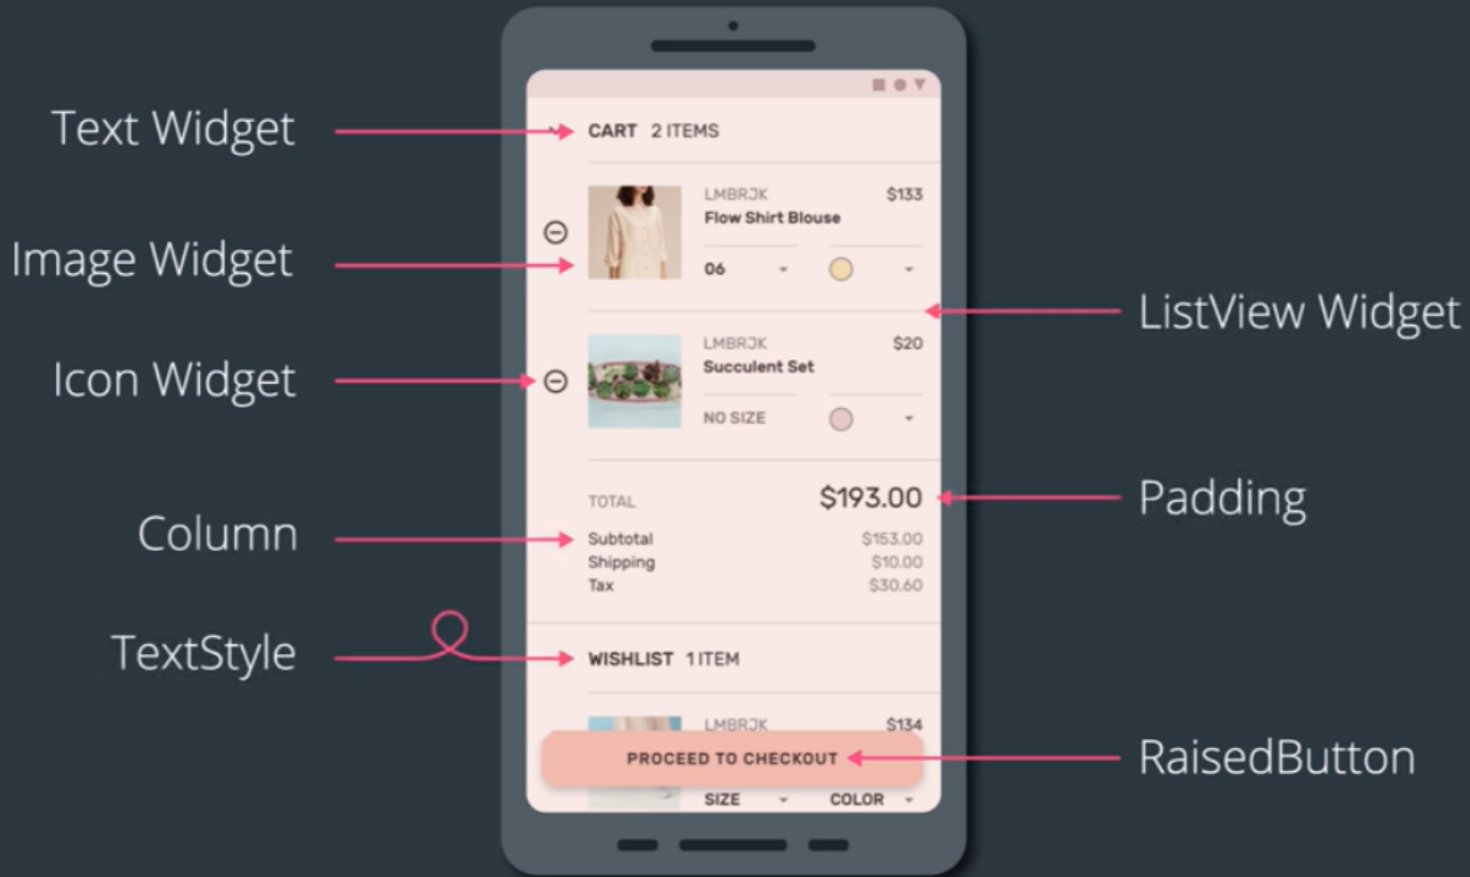 Text Widget
Image Widget
Icon Widget
Column
TextStyle
CART 2 ITEMS
LMBRJK $133
Flow Shirt Blouse
06
LMBRJK $20
Succulent Set
NO SIZE
TOTAL $193.00
Subtotal $153.00
Shipping $10.00
Tax $30.60
WISHLIST 1 ITEM
LMBRJK $134
PROCEED TO CHECKOUT
SIZE COLOR
ListView Widget
Padding
RaisedButton